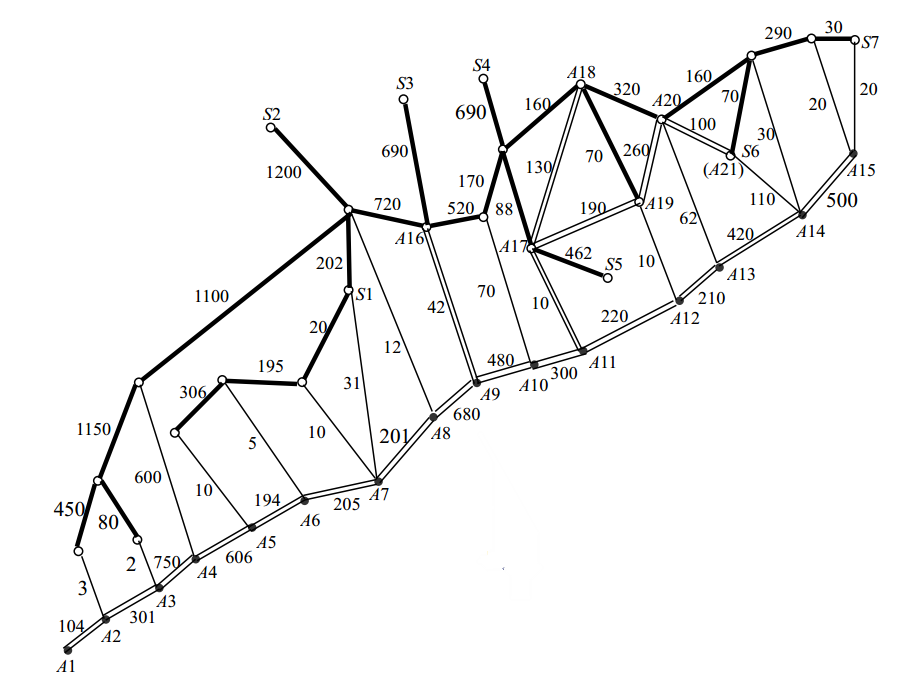 290
30
S7
S4
A18
320
160
S3
160
A20
70
20
20
S2
690
100
30
S6
(A21)
690
130
70
260
A15
1200
170
110
500
720
520
88
190
A19
A14
A16
A17
462
62
420
202
S5
10
A13
S1
1100
42
70
10
210
A12
20
12
220
195
31
480
A11
306
A10
300
A9
680
1150
5
10
201
A8
600
10
194
A7
205
450
80
A6
A5
2
750
606
A4
3
A3
301
104
A2
A1